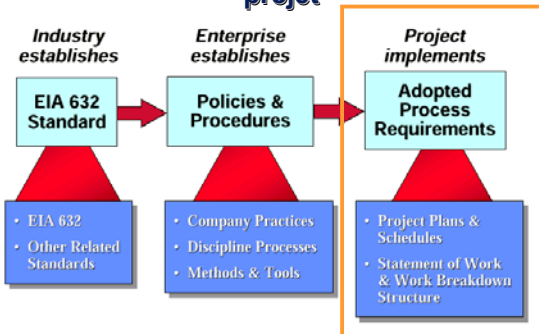 projet
Industry
establishes
Enterprise
establishes
Project
implements
EIA 632
Standard
Policies &
Procedures
Adopted
Process
Requirements
• EIA 632
• Other Related
Standards
• Company Practices
• Discipline Processes
• Methods & Tools
• Project Plans &
Schedules
• Statement of Work
& Work Breakdown
Structure